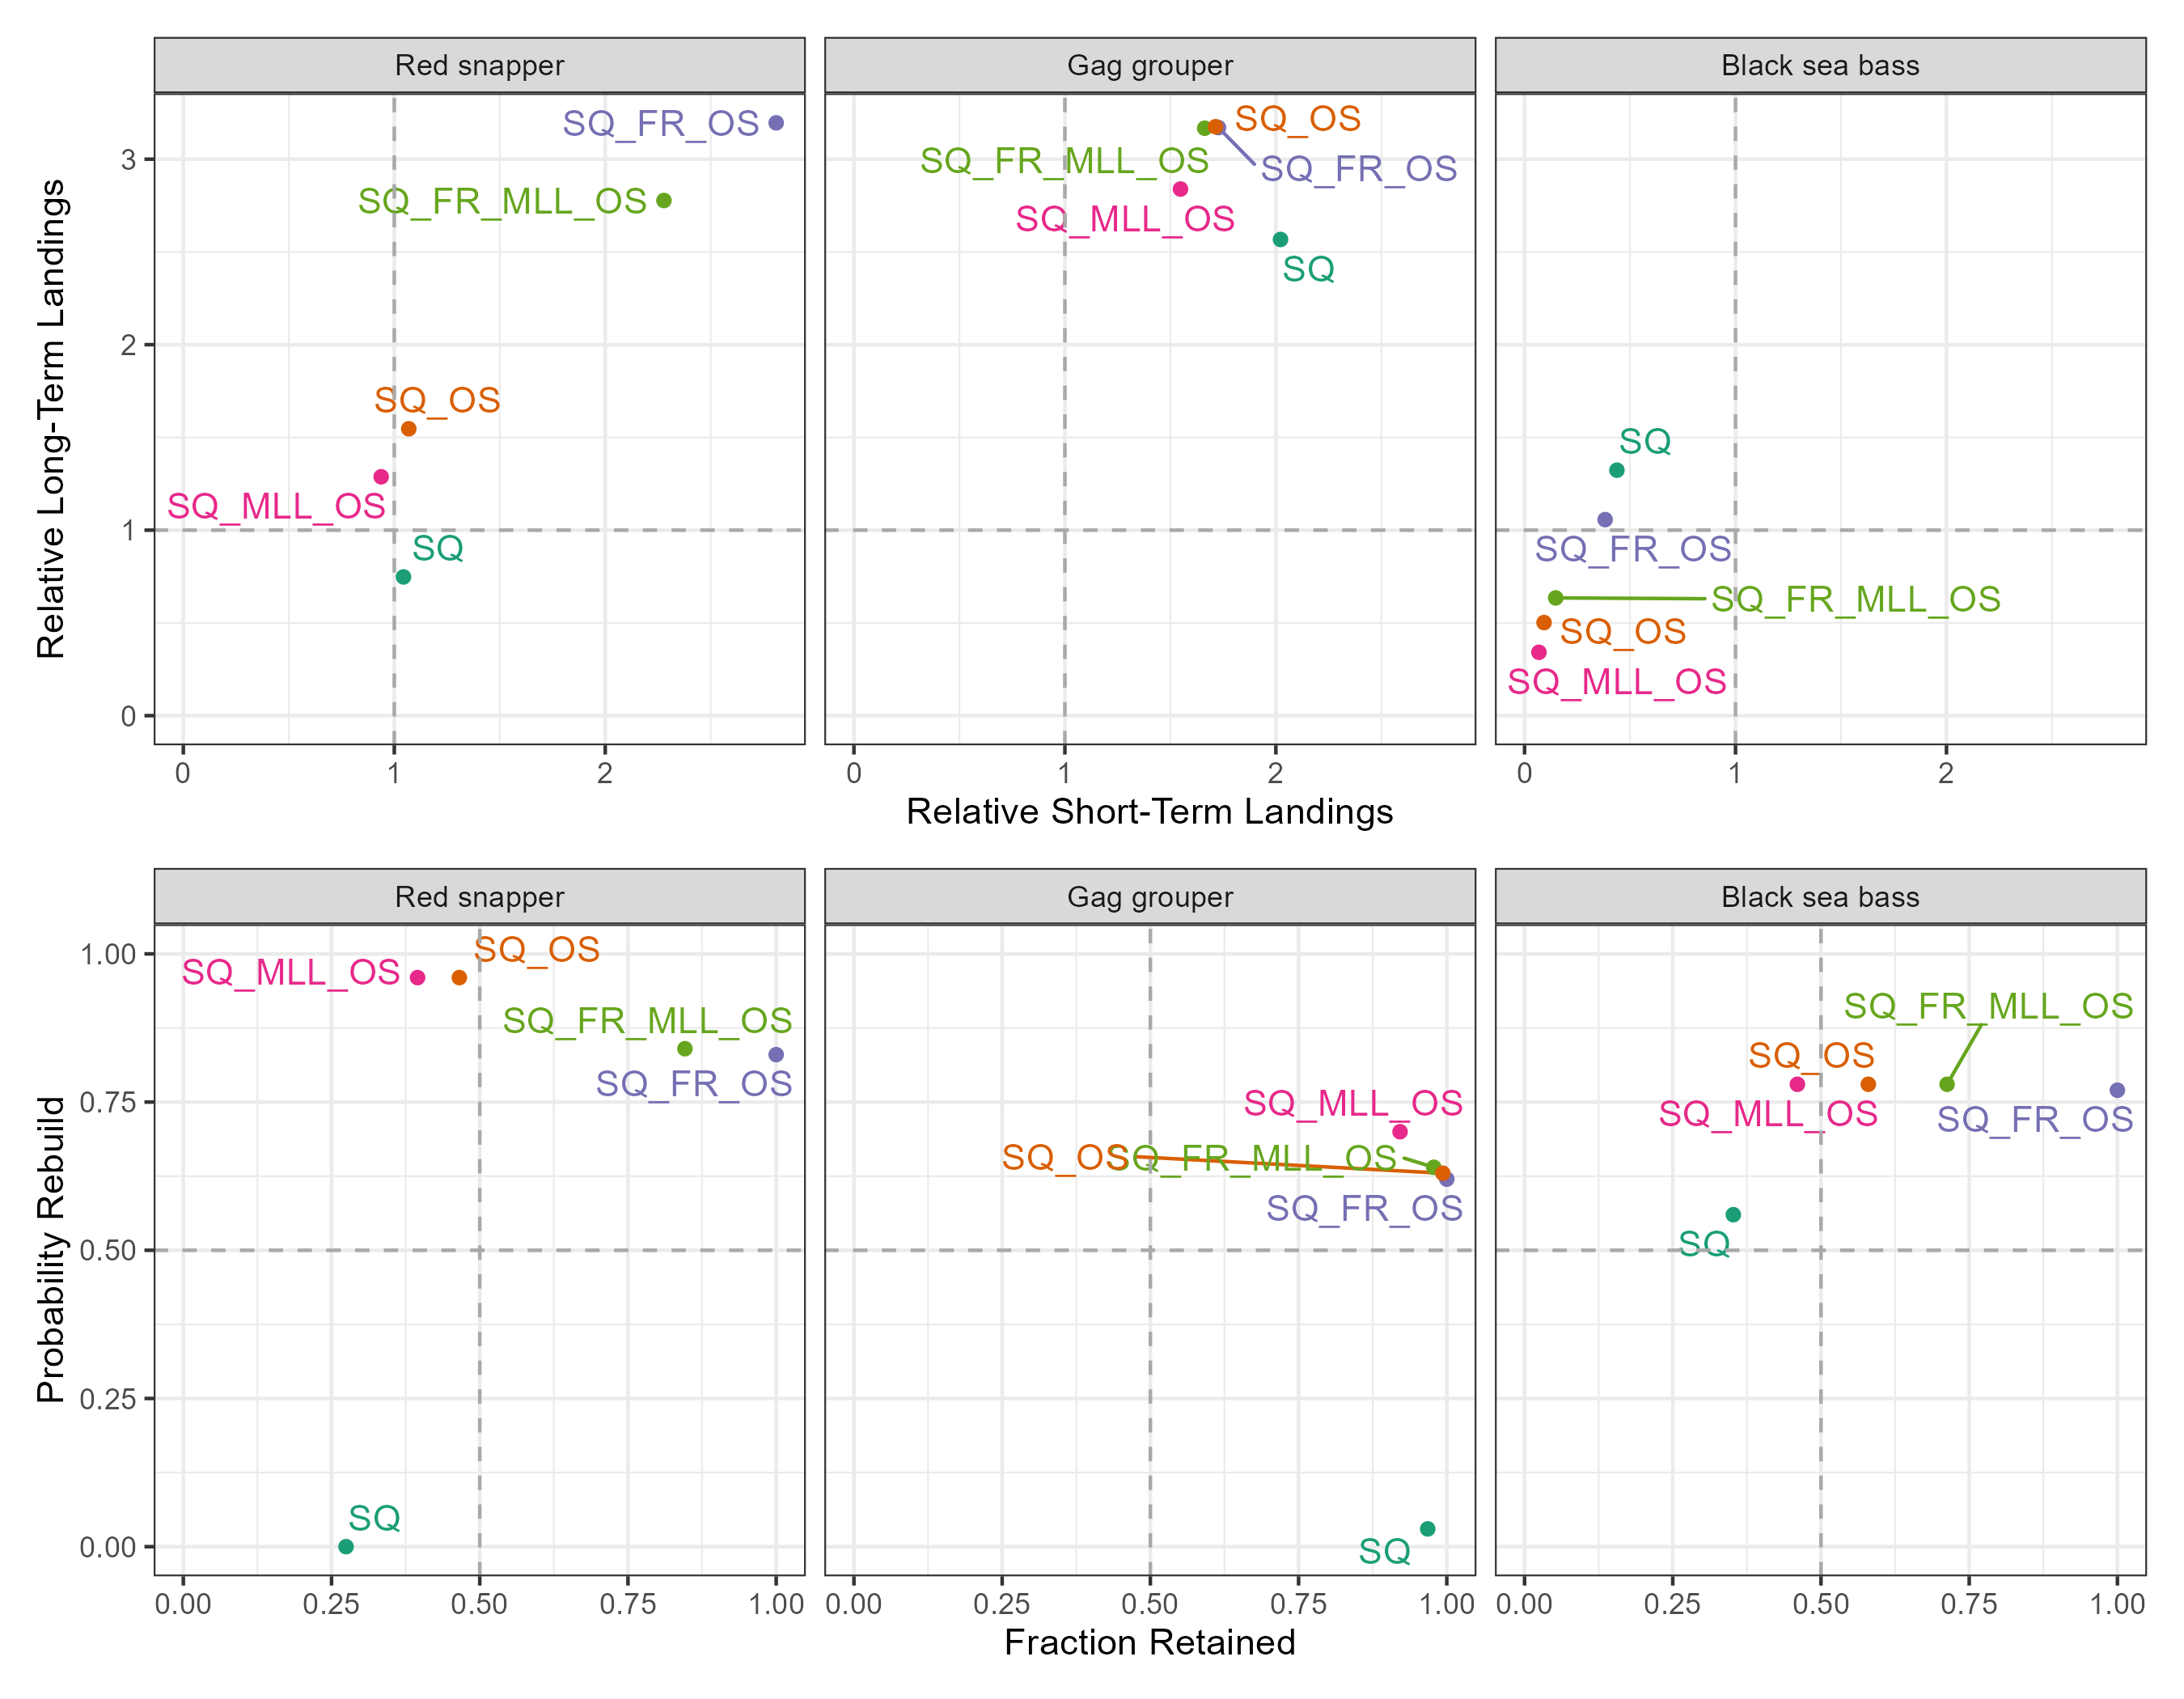 Red snapper
Gag grouper
Black sea bass
Relative Long-Term Landings
3
2
1
0
SQ_FR_OS
SQ_FR_MLL_OS
SQ_OS
SQ_MLL_OS
SQ
SQ_OS
SQ_FR_MLL_OS
SQ_FR_OS
SQ_MLL_OS
SQ
SQ
SQ_FR_OS
SQ_FR_MLL_OS
SQ_OS
SQ_MLL_OS
0 1 2
0 1 2
0 1 2
Relative Short-Term Landings
Red snapper
Gag grouper
Black sea bass
Probability Rebuild
1.00
0.75
0.50
0.25
0.00
SQ_OS
SQ_MLL_OS
SQ_FR_MLL_OS
SQ_FR_OS
SQ
SQ_MLL_OS
SQ_OS
SQ_FR_MLL_OS
SQ_FR_OS
SQ
SQ_FR_MLL_OS
SQ_OS
SQ_MLL_OS
SQ_FR_OS
SQ
0.00 0.25 0.50 0.75 1.00
0.00 0.25 0.50 0.75 1.00
0.00 0.25 0.50 0.75 1.00
Fraction Retained